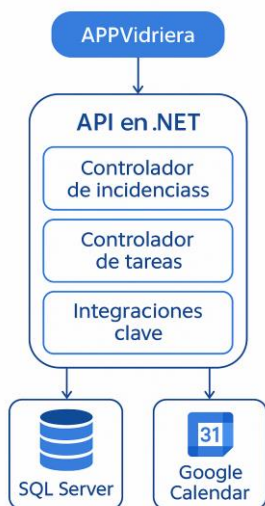 APPVidriera
API en .NET
Controlador
de incidenciass
Controlador
de tareas
Integraciones
clave
SQL Server
31
Google
Calendar